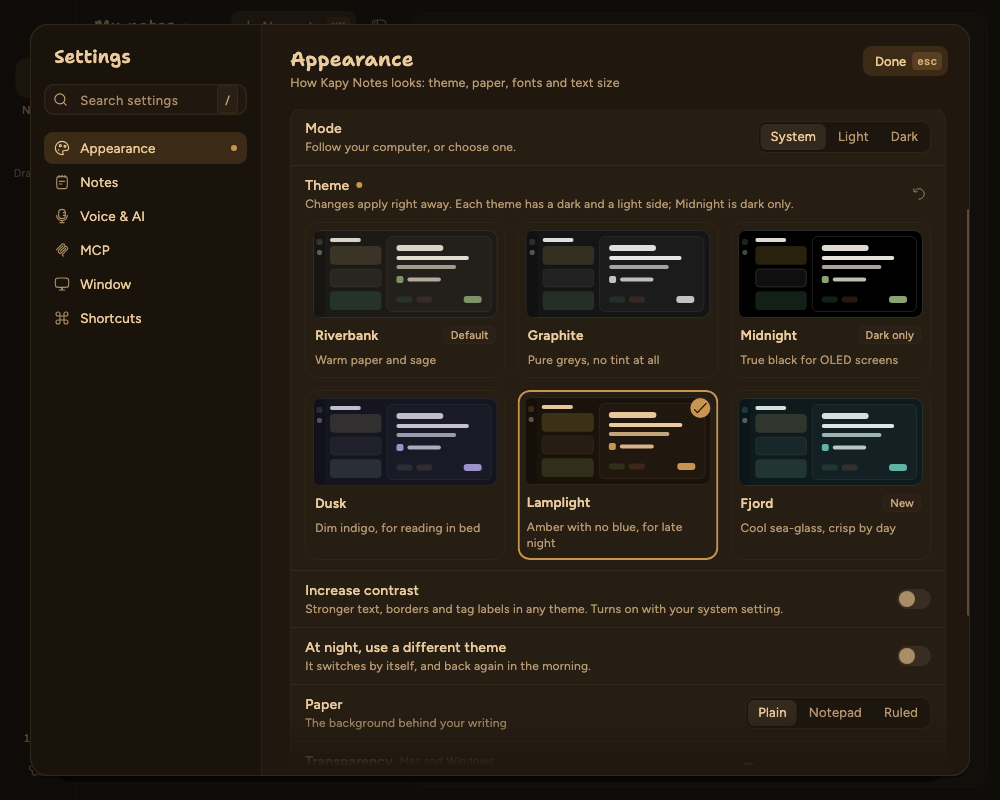 My notes
Settings
Search settings
/
Appearance
Notes
Voice & AI
MCP
Window
Shortcuts
Appearance
How Kapy Notes looks: theme, paper, fonts and text size
Done esc
Mode
Follow your computer, or choose one.
System Light Dark
Theme
Changes apply right away. Each theme has a dark and a light side; Midnight is dark only.
Riverbank Default
Warm paper and sage
Graphite
Pure greys, no tint at all
Midnight Dark only
True black for OLED screens
Dusk
Dim indigo, for reading in bed
Lamplight
Amber with no blue, for late
night
Fjord New
Cool sea-glass, crisp by day
Increase contrast
Stronger text, borders and tag labels in any theme. Turns on with your system setting.
At night, use a different theme
It switches by itself, and back again in the morning.
Paper
The background behind your writing
Plain Notepad Ruled
Transparency Mac and Windows